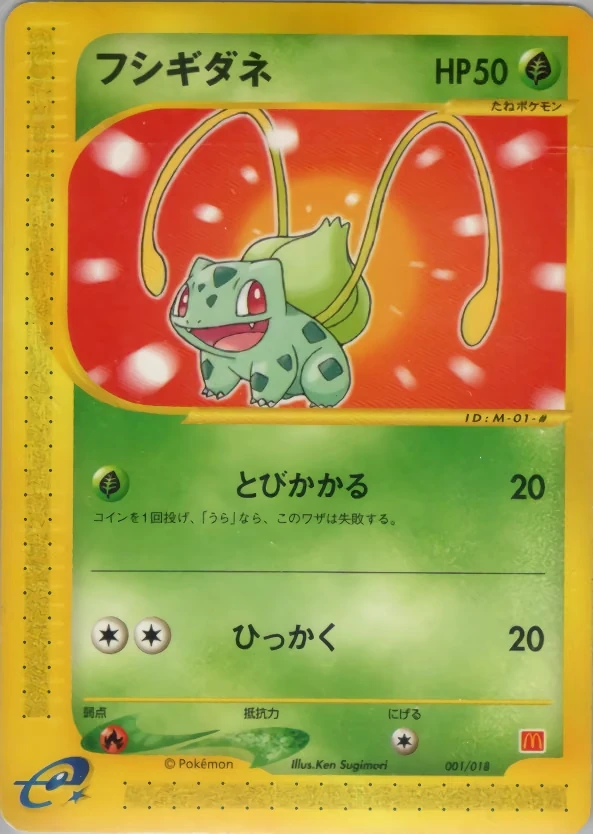 フシギダネ HP50
たねポケモン
ID:M-01-#
とびかかる 20
コインを1回投げ、「うら」なら、このワザは失敗する。
ひっかく 20
弱点 抵抗力 にげる
© Pokémon Illus.Ken Sugimori 001/018